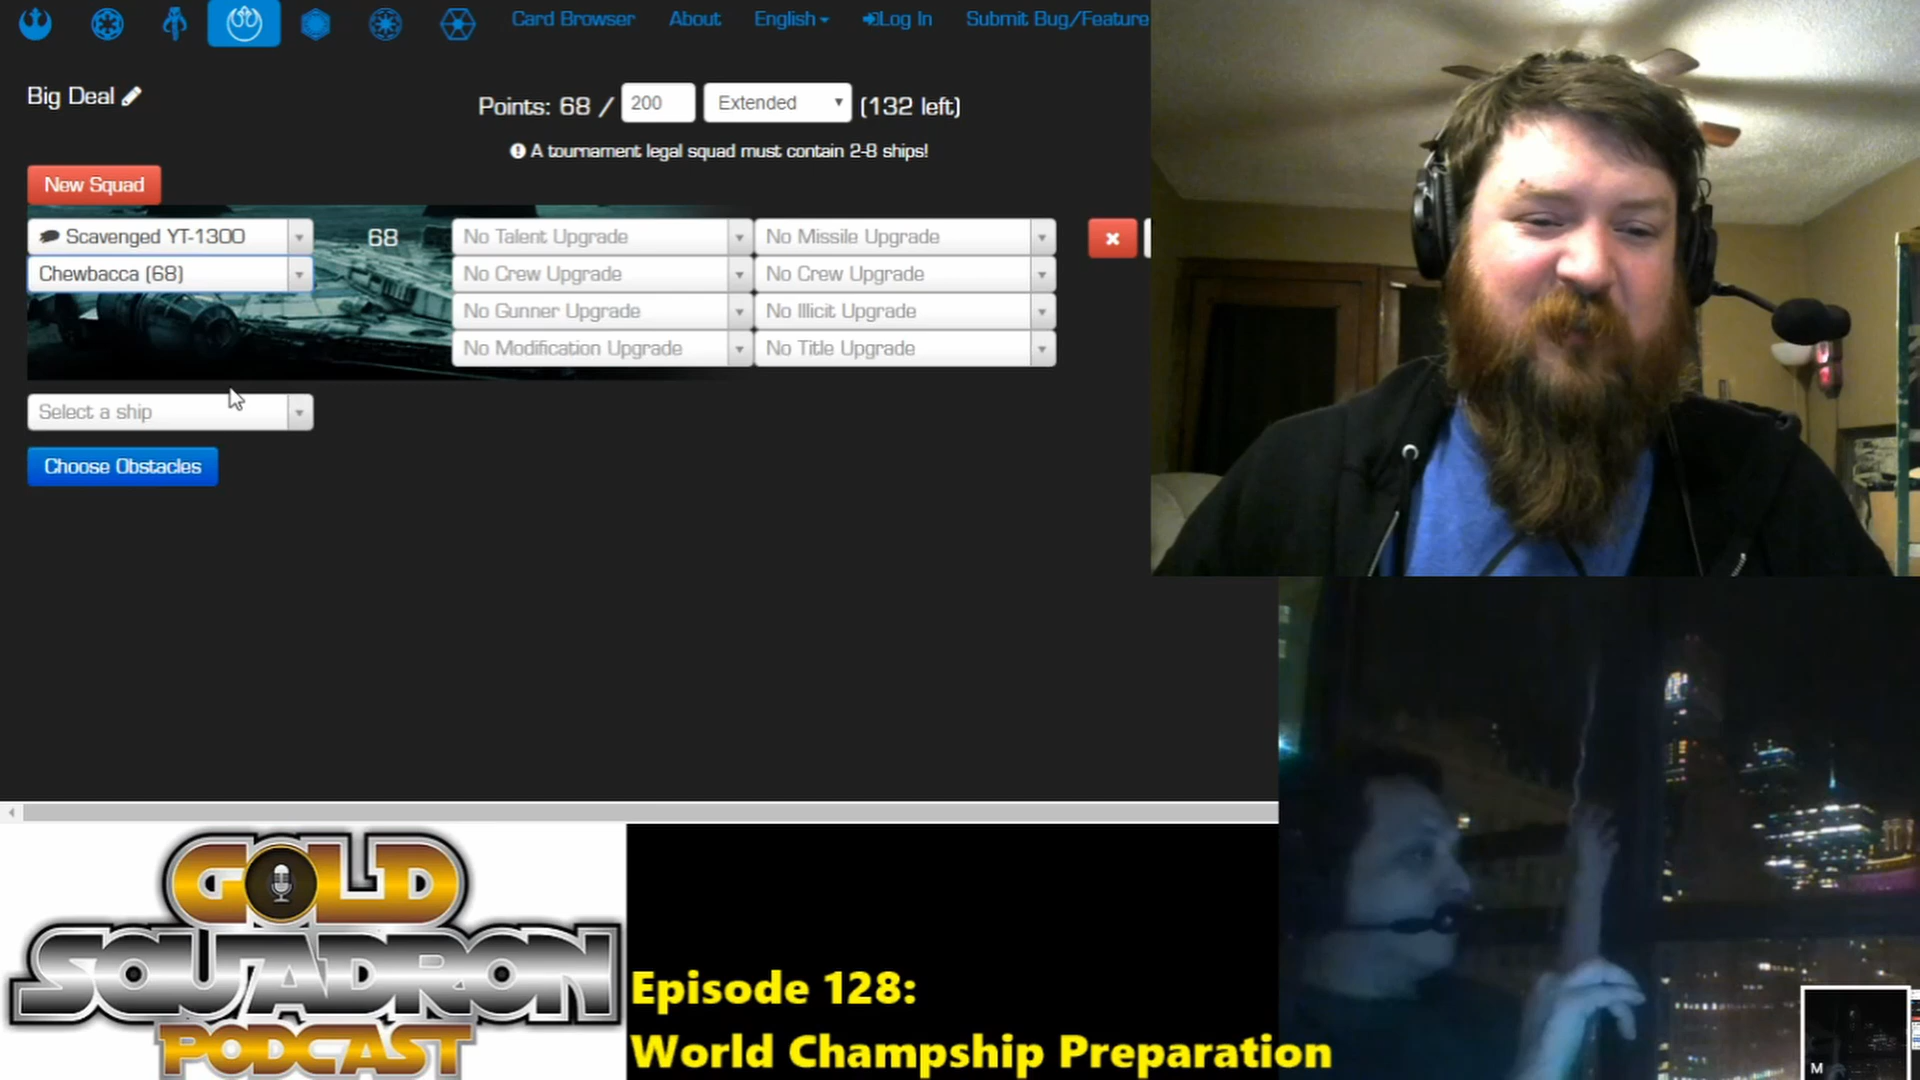 Card Browser About English Log In Submit Bug/Feature
Big Deal
Points: 68 / 200 Extended (132 left)
A tournament legal squad must contain 2-8 ships!
New Squad
Scavenged YT-1300 68 No Talent Upgrade No Missile Upgrade
Chewbacca (68) No Crew Upgrade No Crew Upgrade
No Gunner Upgrade No Illicit Upgrade
No Modification Upgrade No Title Upgrade
Select a ship
Choose Obstacles
GOLD
SQUADRON
PODCAST
Episode 128:
World Champship Preparation
M